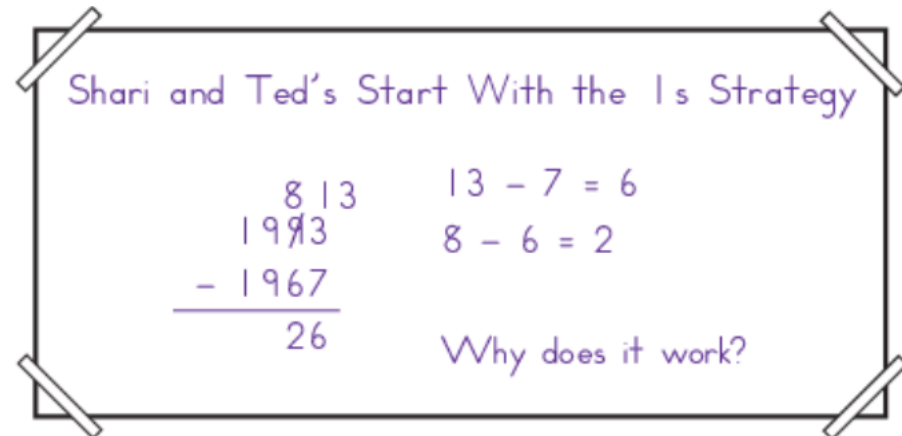 Shari and Ted's Start With the 1s Strategy
8 13
1993
- 1967
26
13 - 7 = 6
8 - 6 = 2
Why does it work?